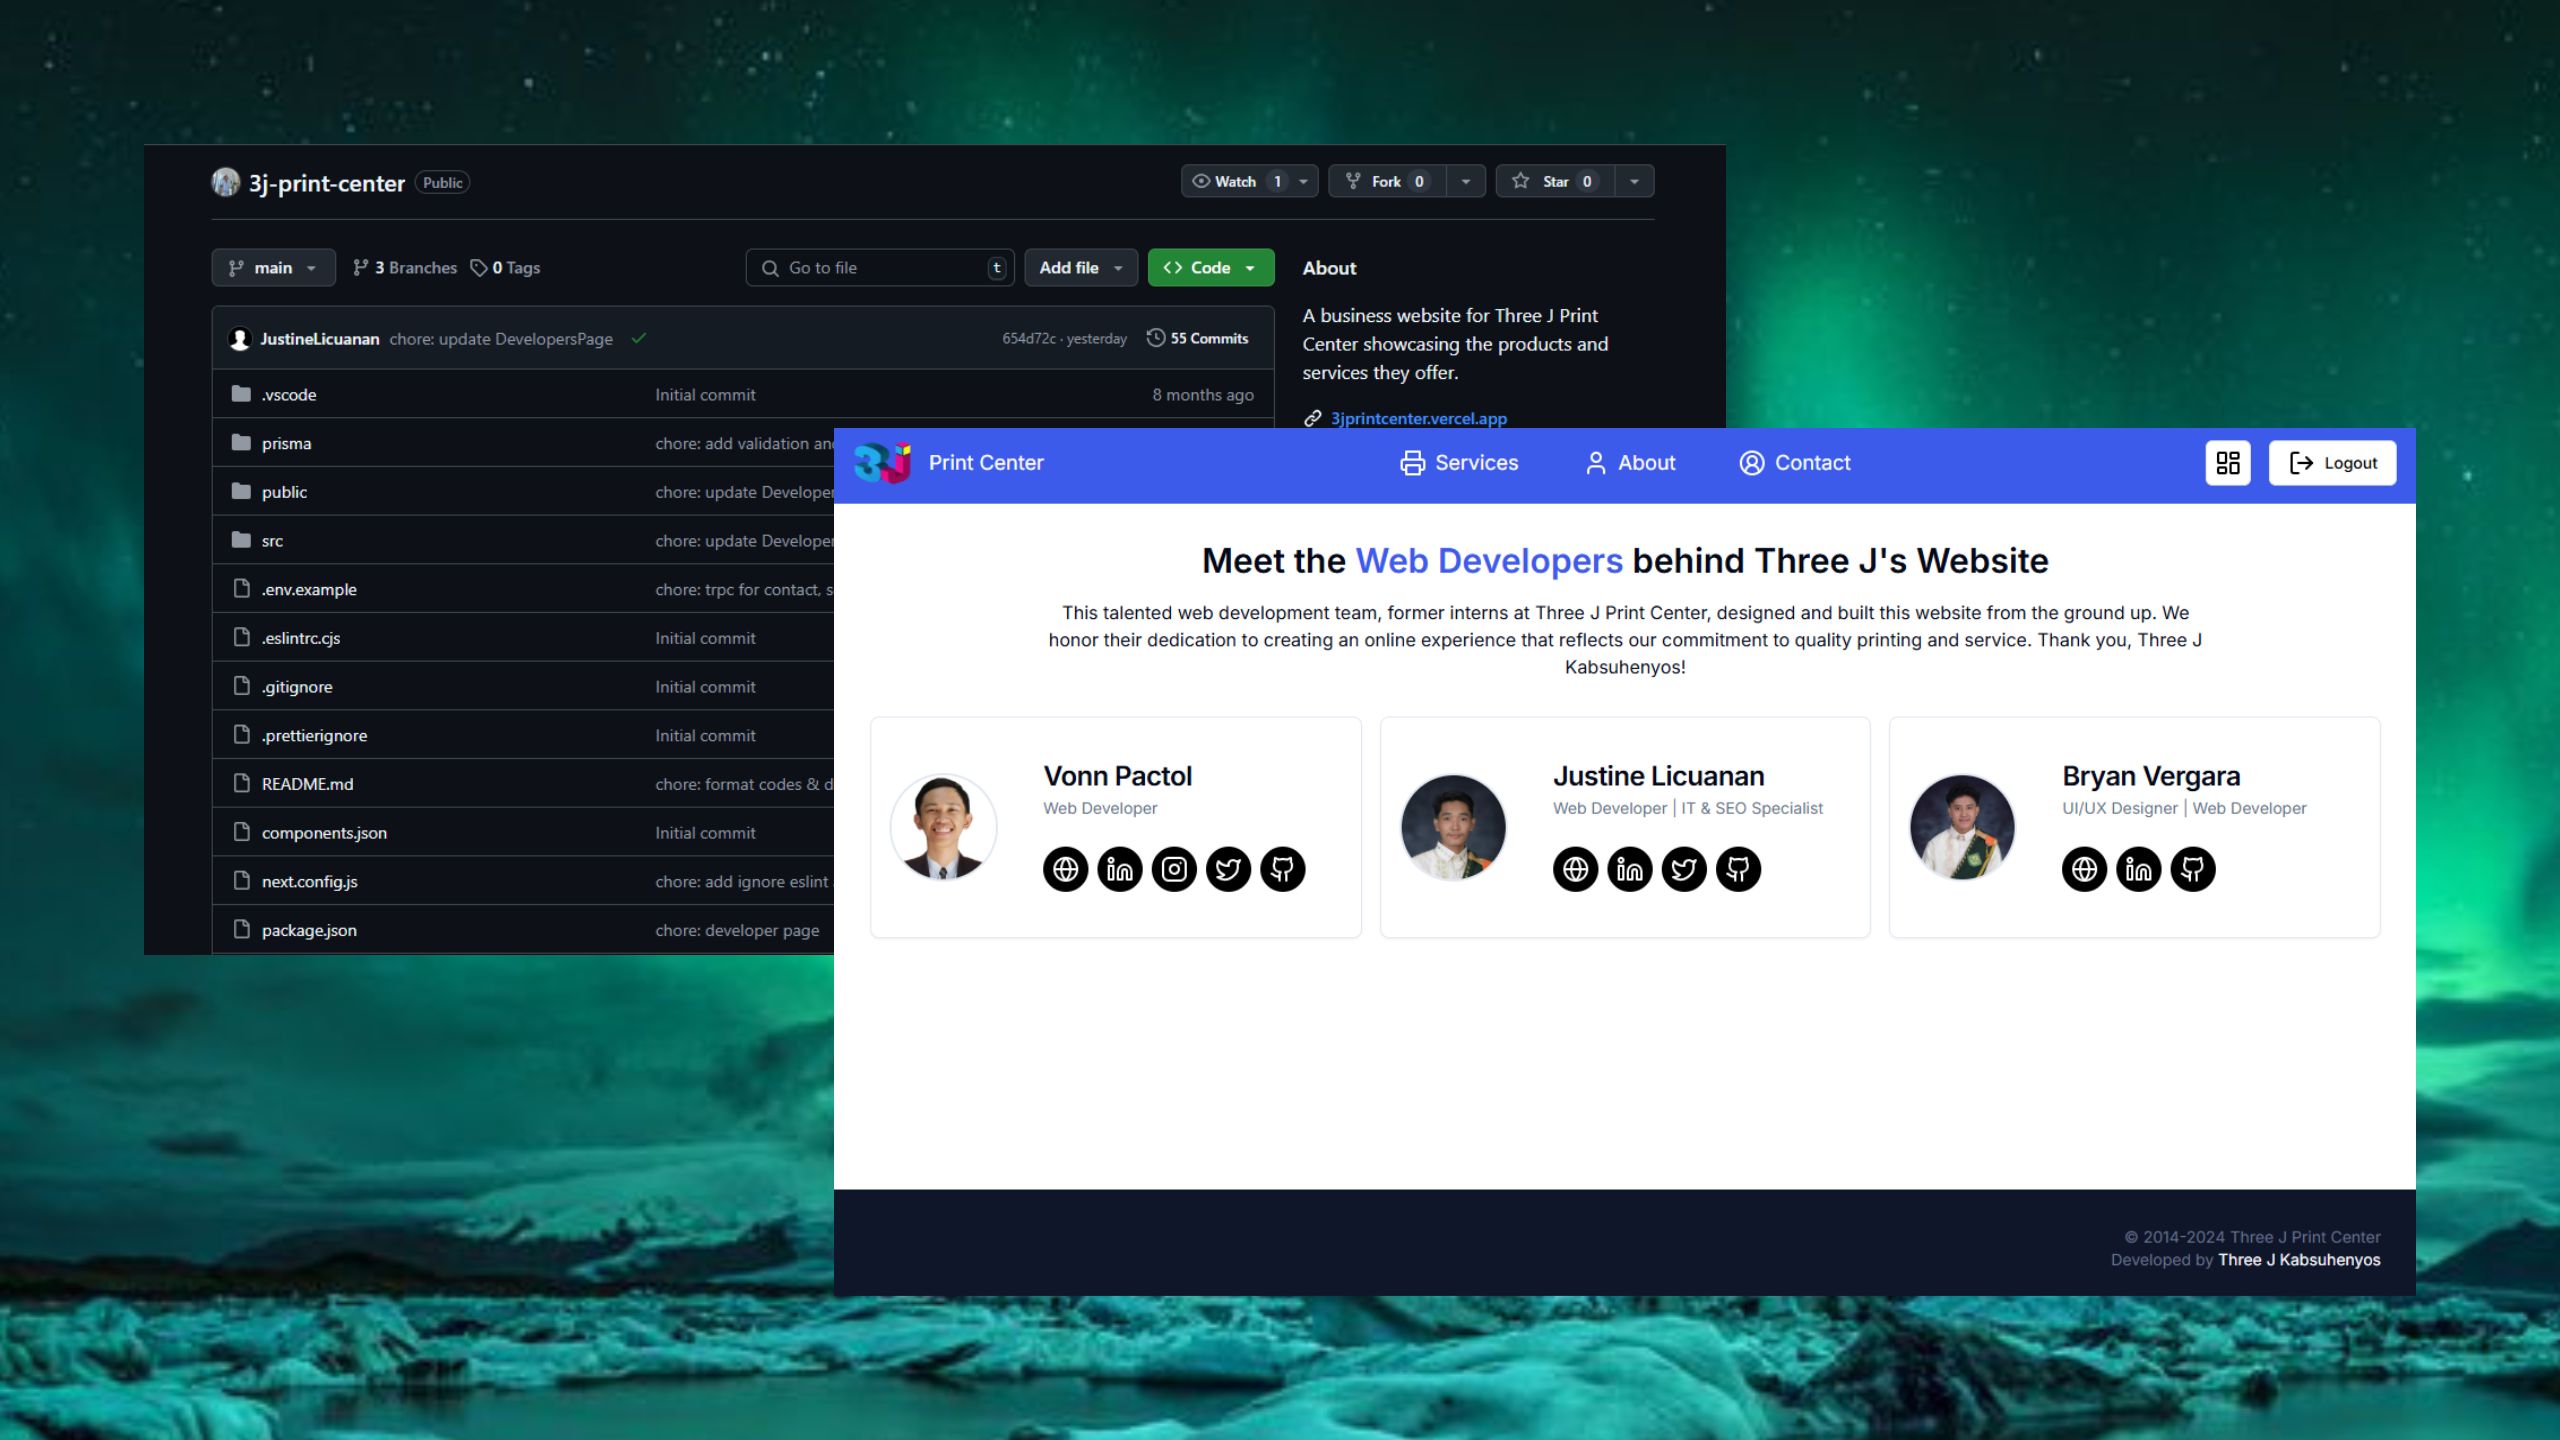 3j-print-center Public
Watch 1
Fork 0
Star 0
main
3 Branches
0 Tags
Go to file t
Add file
Code
JustineLicuanan chore: update DevelopersPage
654d72c · yesterday
55 Commits
.vscode Initial commit 8 months ago
prisma chore: add validation
public chore: update
src chore: update
.env.example chore: trpc for contact,
.eslintrc.cjs Initial commit
.gitignore Initial commit
.prettierignore Initial commit
README.md chore: format codes &
components.json Initial commit
next.config.js chore: add ignore eslint
package.json chore: developer page
About
A business website for Three J Print
Center showcasing the products and
services they offer.
3jprintcenter.vercel.app
3J Print Center
Services
About
Contact
Logout
Meet the Web Developers behind Three J's Website
This talented web development team, former interns at Three J Print Center, designed and built this website from the ground up. We
honor their dedication to creating an online experience that reflects our commitment to quality printing and service. Thank you, Three J
Kabsuhenyos!
Vonn Pactol
Web Developer
Justine Licuanan
Web Developer | IT & SEO Specialist
Bryan Vergara
UI/UX Designer | Web Developer
© 2014-2024 Three J Print Center
Developed by Three J Kabsuhenyos